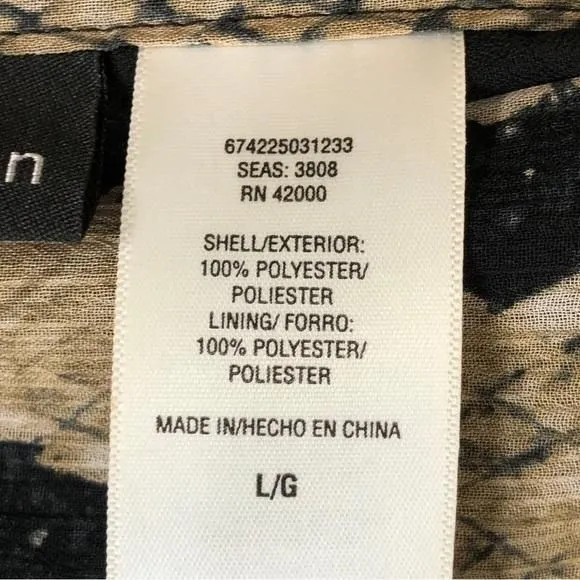 n
674225031233
SEAS: 3808
RN 42000
SHELL/EXTERIOR:
100% POLYESTER/
POLIESTER
LINING/ FORRO:
100% POLYESTER/
POLIESTER
MADE IN/HECHO EN CHINA
L/G